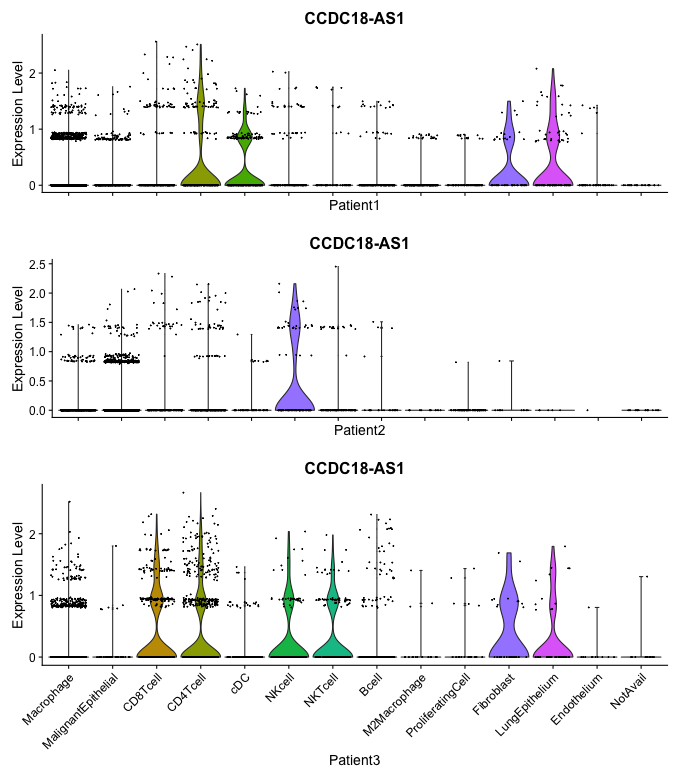 CCDC18-AS1
Expression Level
2
1
0
Patient1
CCDC18-AS1
Expression Level
2.5
2.0
1.5
1.0
0.5
0.0
Patient2
CCDC18-AS1
Expression Level
2
1
0
Macrophage
MalignantEpithelial
CD8Tcell
CD4Tcell
cDC
NKcell
NKTcell
Bcell
M2Macrophage
ProliferatingCell
Fibroblast
LungEpithelium
Endothelium
NotAvail
Patient3